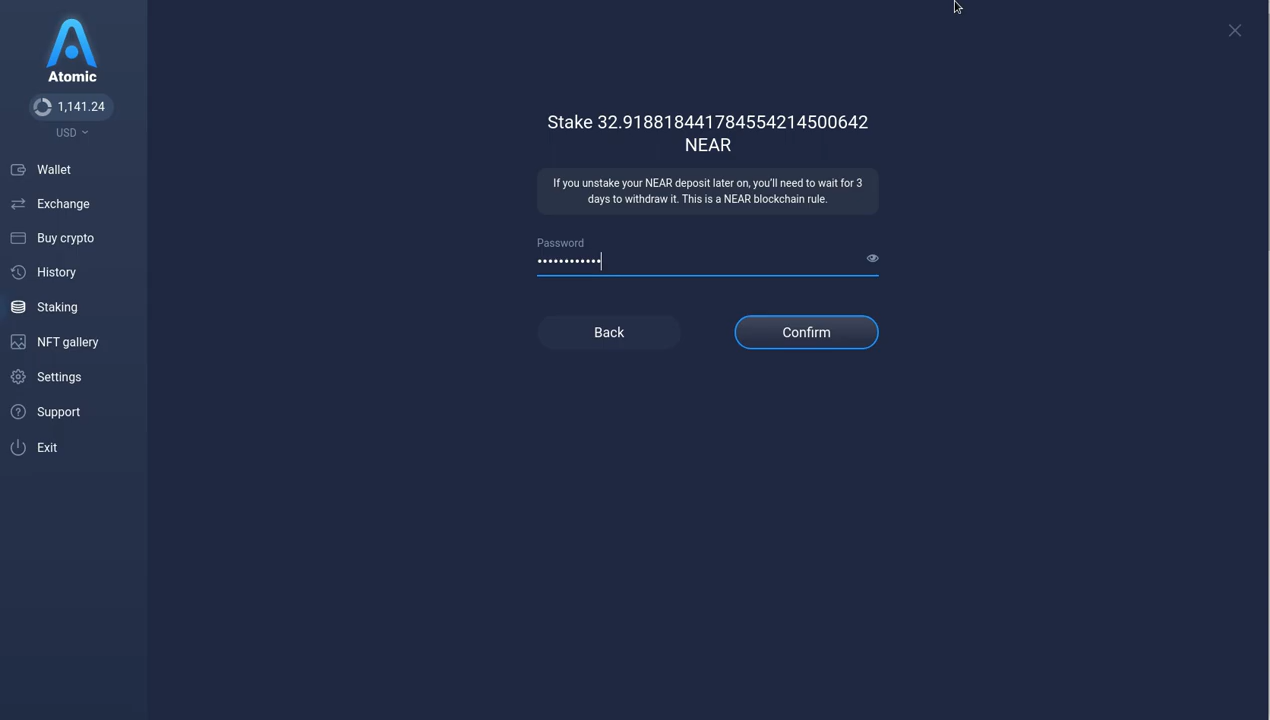 Atomic
1,141.24
USD
Wallet
Exchange
Buy crypto
History
Staking
NFT gallery
Settings
Support
Exit
Stake 32.918818441784554214500642
NEAR
If you unstake your NEAR deposit later on, you'll need to wait for 3
days to withdraw it. This is a NEAR blockchain rule.
Password
••••••••••••
Back
Confirm